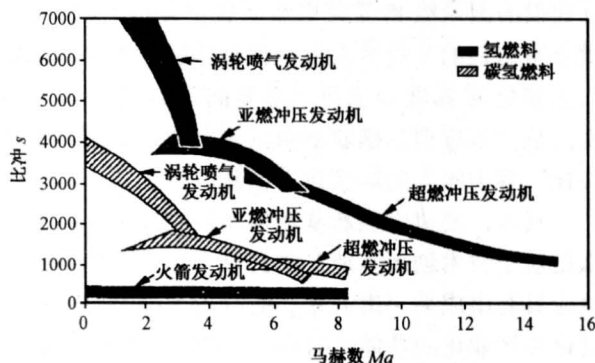 7000
6000
5000
4000
3000
2000
1000
0
比冲 s
涡轮喷气发动机
氢燃料
碳氢燃料
亚燃冲压发动机
涡轮喷气
发动机
超燃冲压发动机
亚燃冲压
发动机
超燃冲压
发动机
火箭发动机
0
2
4
6
8
10
12
14
16
马赫数 Ma